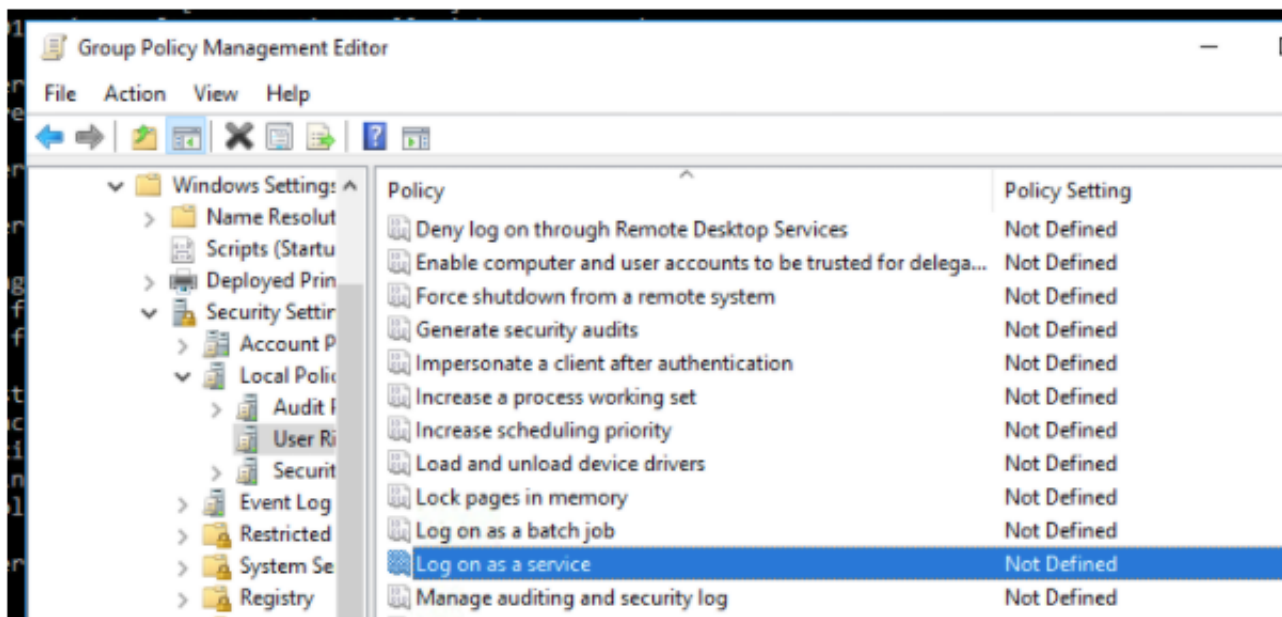 Group Policy Management Editor
File Action View Help
Windows Settings
Name Resolut
Scripts (Startu
Deployed Prin
Security Settin
Account P
Local Polic
Audit P
User Ri
Securit
Event Log
Restricted
System Se
Registry
Policy Policy Setting
Deny log on through Remote Desktop Services Not Defined
Enable computer and user accounts to be trusted for delega... Not Defined
Force shutdown from a remote system Not Defined
Generate security audits Not Defined
Impersonate a client after authentication Not Defined
Increase a process working set Not Defined
Increase scheduling priority Not Defined
Load and unload device drivers Not Defined
Lock pages in memory Not Defined
Log on as a batch job Not Defined
Log on as a service Not Defined
Manage auditing and security log Not Defined